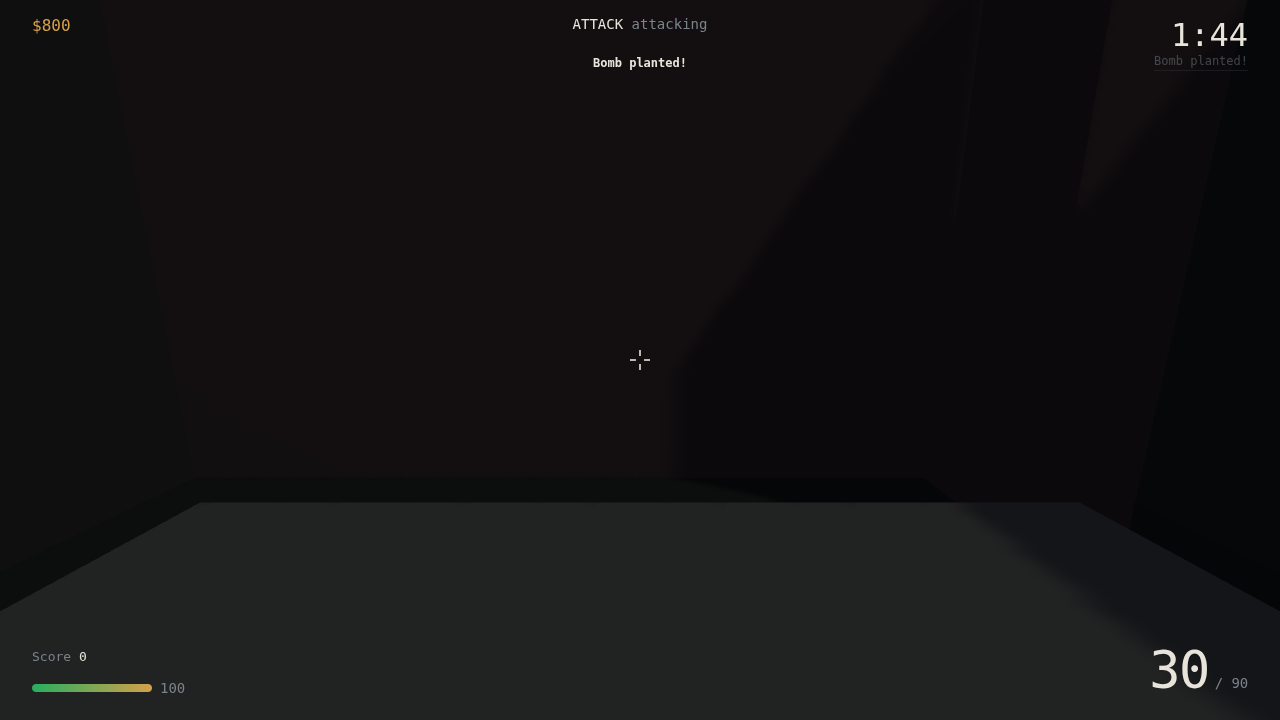 $800
ATTACK attacking
Bomb planted!
1:44
Bomb planted!
Score 0
100
30 / 90